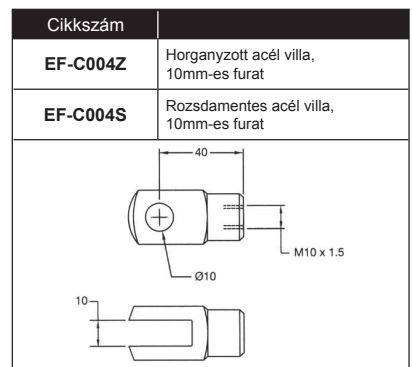 Cikkszám
EF-C004Z
Horganyzott acél villa,
10mm-es furat
EF-C004S
Rozsdamentes acél villa,
10mm-es furat
40
M10 x 1.5
Ø10
10